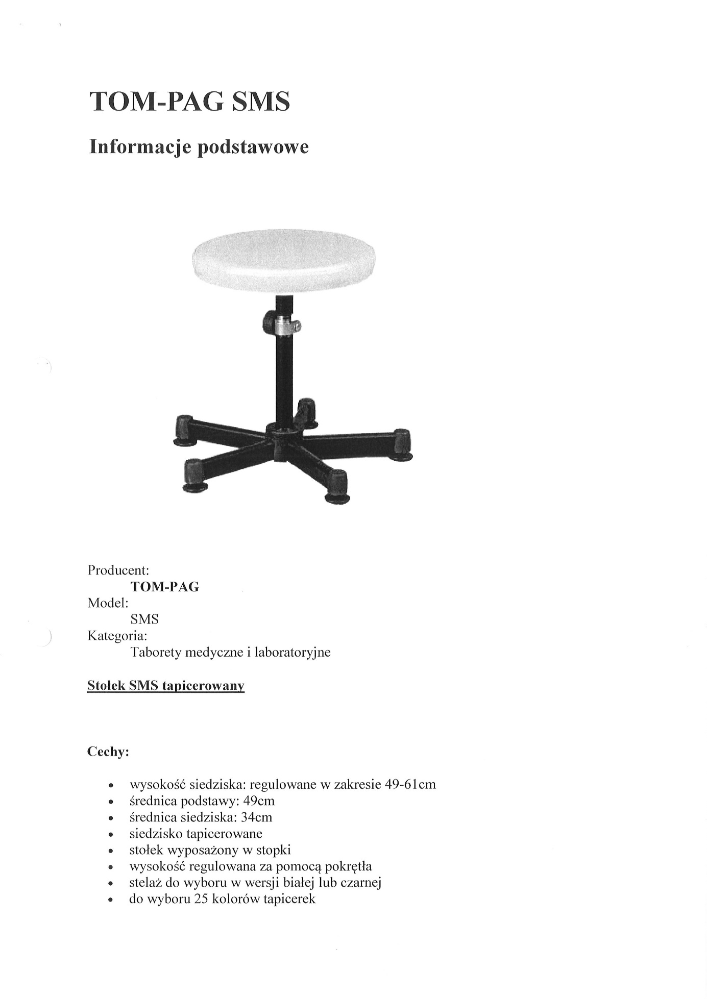 TOM-PAG SMS
Informacje podstawowe
Producent:
TOM-PAG
Model:
SMS
Kategoria:
Taborety medyczne i laboratoryjne
Stołek SMS tapicerowany
Cechy:
• wysokość siedziska: regulowane w zakresie 49-61cm
• średnica podstawy: 49cm
• średnica siedziska: 34cm
• siedzisko tapicerowane
• stołek wyposażony w stopki
• wysokość regulowana za pomocą pokrętła
• stelaż do wyboru w wersji białej lub czarnej
• do wyboru 25 kolorów tapicerek